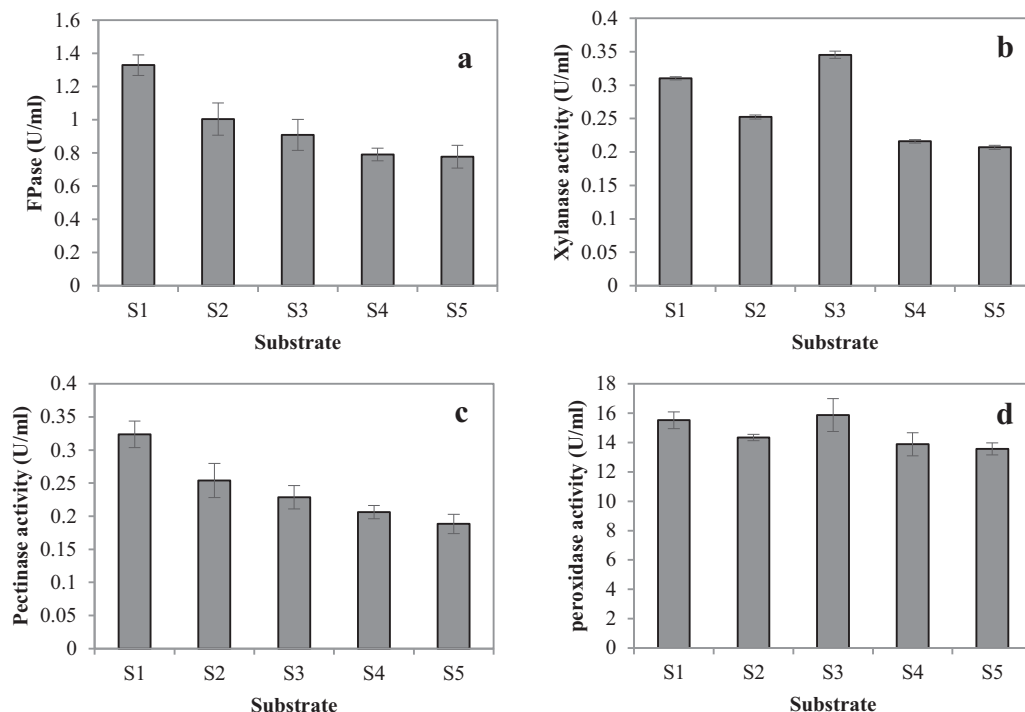 a
FPase (U/ml)
1.6
1.4
1.2
1
0.8
0.6
0.4
0.2
0
S1 S2 S3 S4 S5
Substrate
b
Xylanase activity (U/ml)
0.4
0.35
0.3
0.25
0.2
0.15
0.1
0.05
0
S1 S2 S3 S4 S5
Substrate
c
Pectinase activity (U/ml)
0.4
0.35
0.3
0.25
0.2
0.15
0.1
0.05
0
S1 S2 S3 S4 S5
Substrate
d
peroxidase activity (U/ml)
18
16
14
12
10
8
6
4
2
0
S1 S2 S3 S4 S5
Substrate